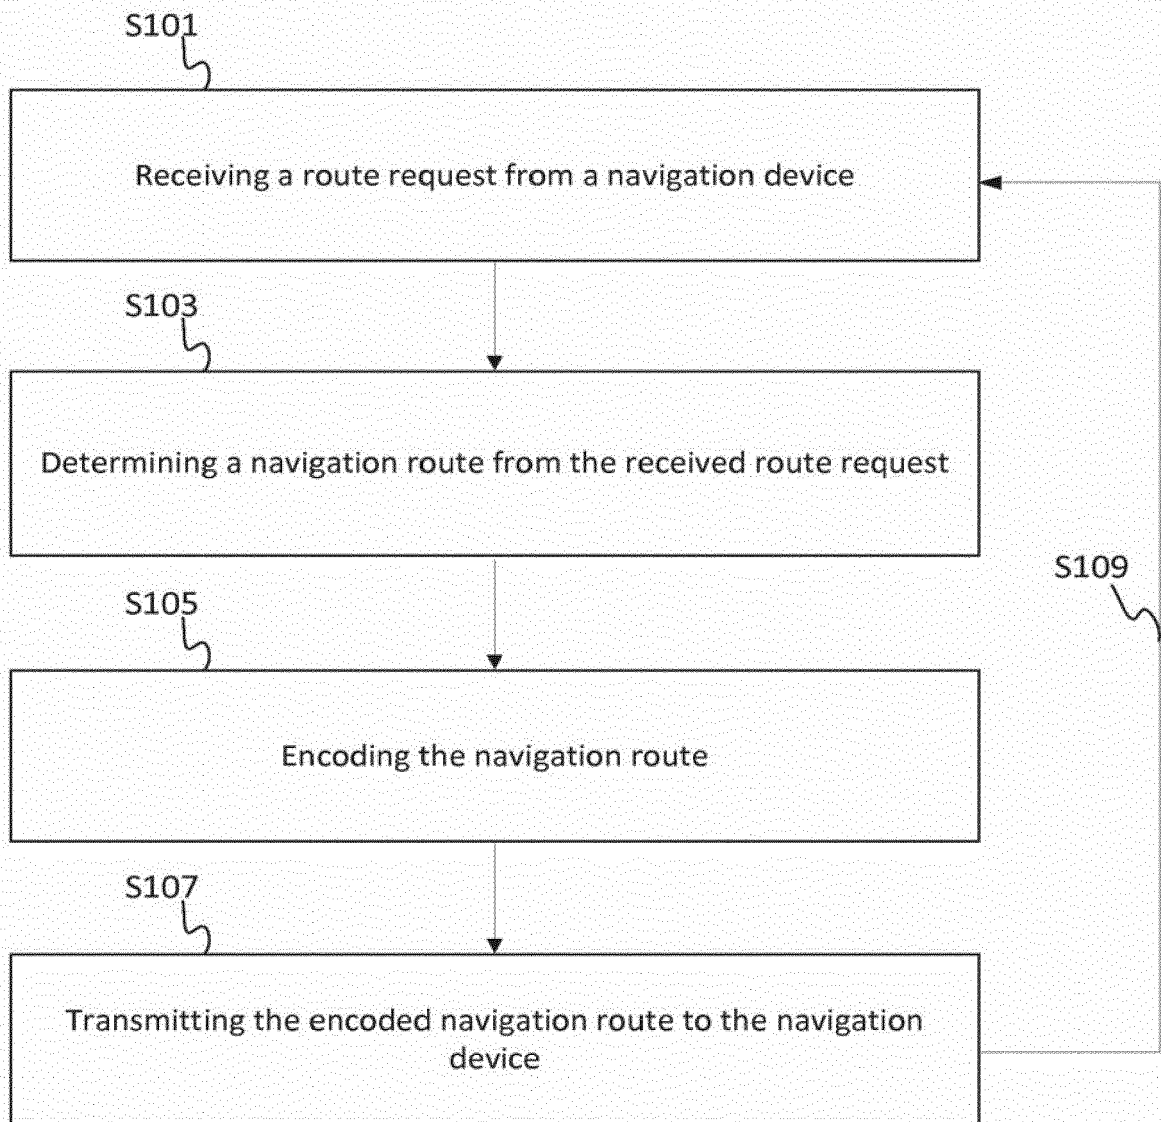 S101
Receiving a route request from a navigation device
S103
Determining a navigation route from the received route request
S109
S105
Encoding the navigation route
S107
Transmitting the encoded navigation route to the navigation
device